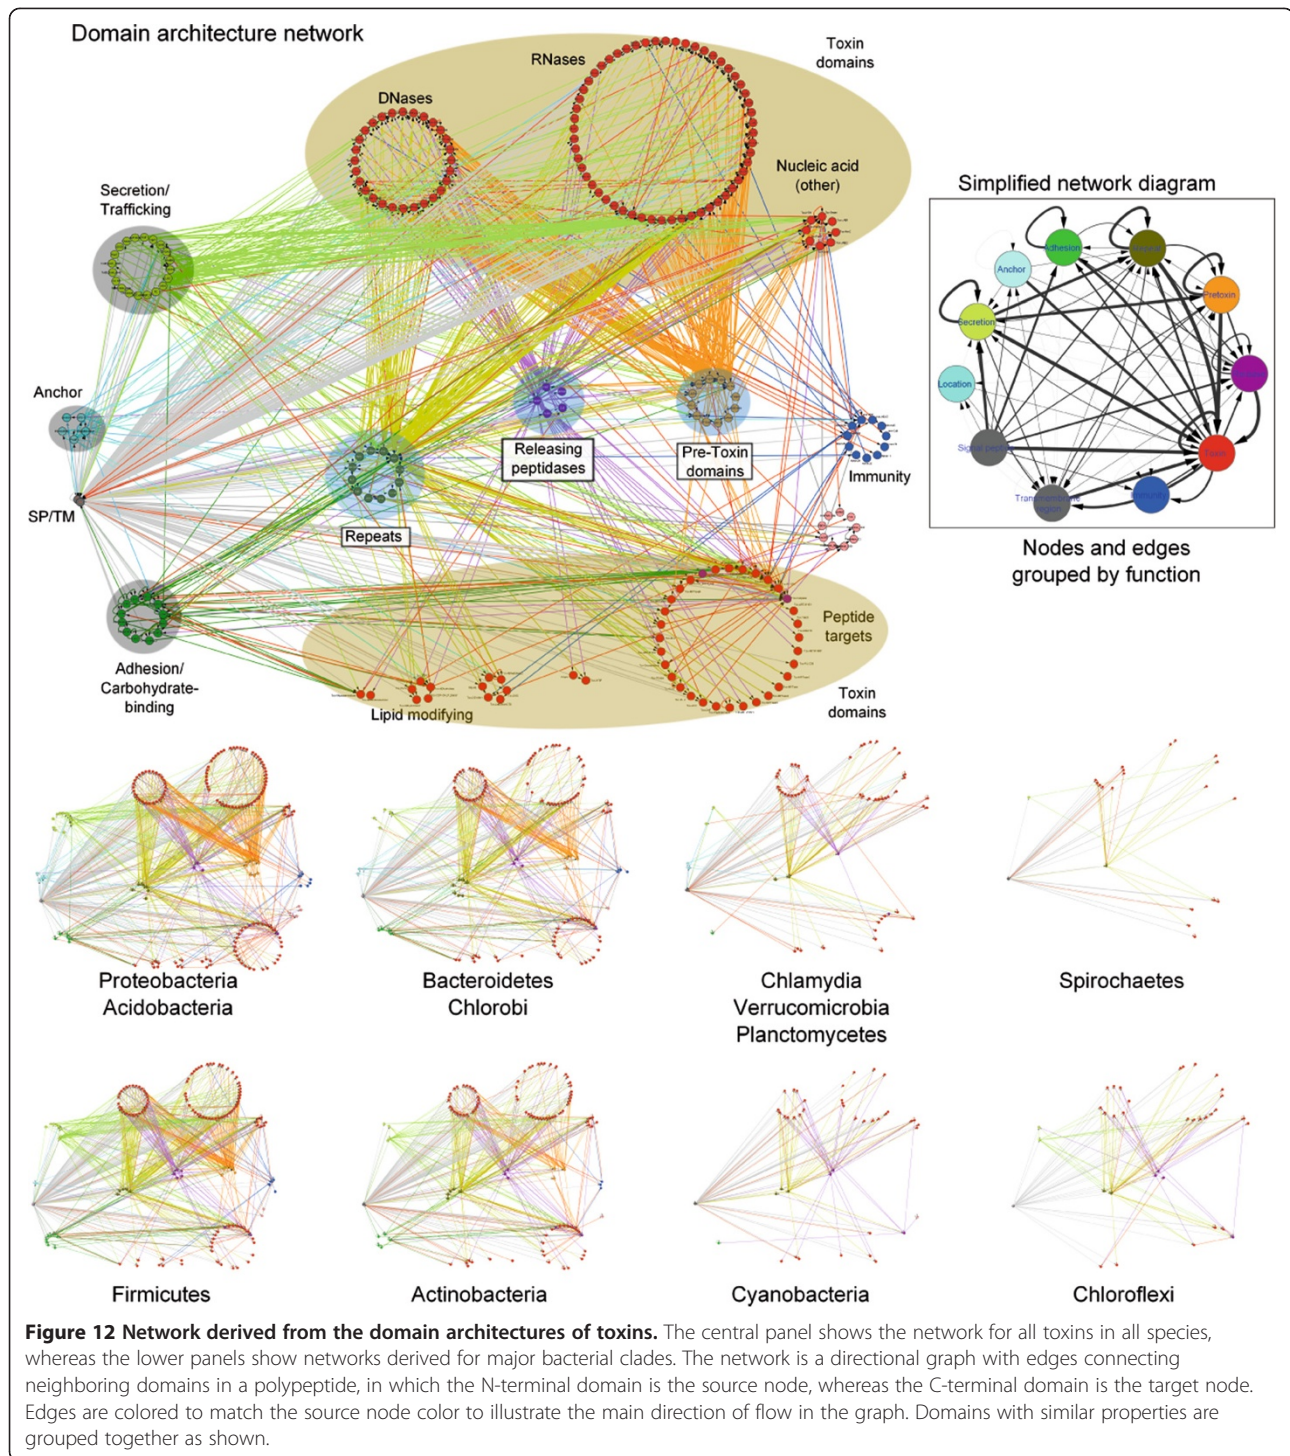 Domain architecture network
RNases
Toxin
domains
DNases
Nucleic acid
(other)
Secretion/
Trafficking
Simplified network diagram
Adhesion
Anchor
Pretoxin
Secretion
Location
Signal peptide
Toxin
Transmembrane
region
Immunity
Anchor
Releasing
peptidases
Pre-Toxin
domains
Immunity
SP/TM
Repeats
Nodes and edges
grouped by function
Peptide
targets
Adhesion/
Carbohydrate-
binding
Lipid modifying
Toxin
domains
Proteobacteria
Acidobacteria
Bacteroidetes
Chlorobi
Chlamydia
Verrucomicrobia
Planctomycetes
Spirochaetes
Firmicutes
Actinobacteria
Cyanobacteria
Chloroflexi
Figure 12 Network derived from the domain architectures of toxins. The central panel shows the network for all toxins in all species,
whereas the lower panels show networks derived for major bacterial clades. The network is a directional graph with edges connecting
neighboring domains in a polypeptide, in which the N-terminal domain is the source node, whereas the C-terminal domain is the target node.
Edges are colored to match the source node color to illustrate the main direction of flow in the graph. Domains with similar properties are
grouped together as shown.